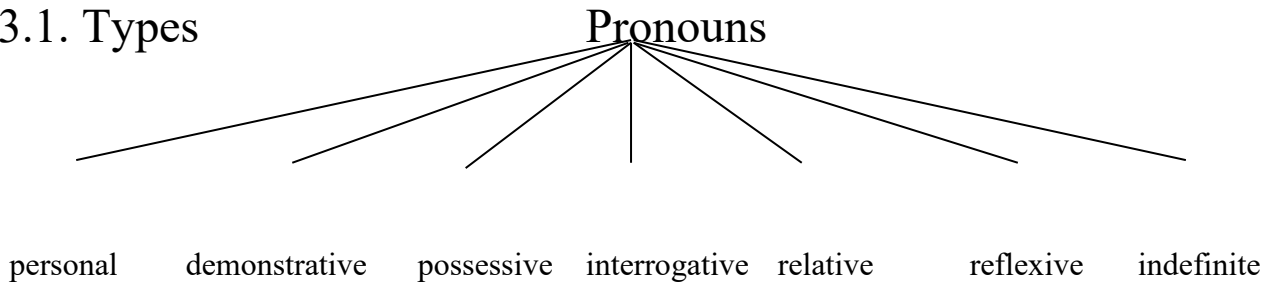 3.1. Types Pronouns
personal demonstrative possessive interrogative relative reflexive indefinite